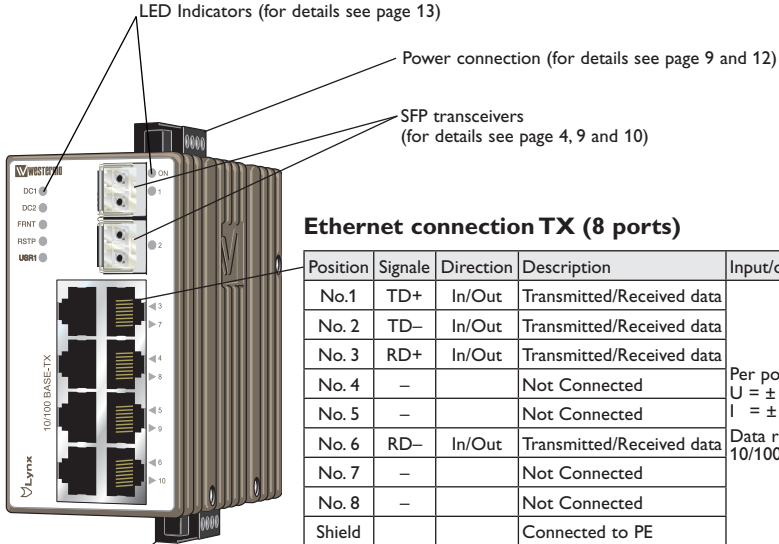 LED Indicators (for details see page 13)
Power connection (for details see page 9 and 12)
SFP transceivers
(for details see page 4, 9 and 10)
Westermo
DC1
DC2
FRNT
RSTP
USR1
ON
1
2
3
7
4
8
5
9
6
10
10/100 BASE-TX
Lynx
Ethernet connection TX (8 ports)
Position Signale Direction Description
No.1 TD+ In/Out Transmitted/Received data
No. 2 TD– In/Out Transmitted/Received data
No. 3 RD+ In/Out Transmitted/Received data
No. 4 – Not Connected
No. 5 – Not Connected
No. 6 RD– In/Out Transmitted/Received data
No. 7 – Not Connected
No. 8 – Not Connected
Shield Connected to PE
Per
U = ±
I = ±
Data
10/100